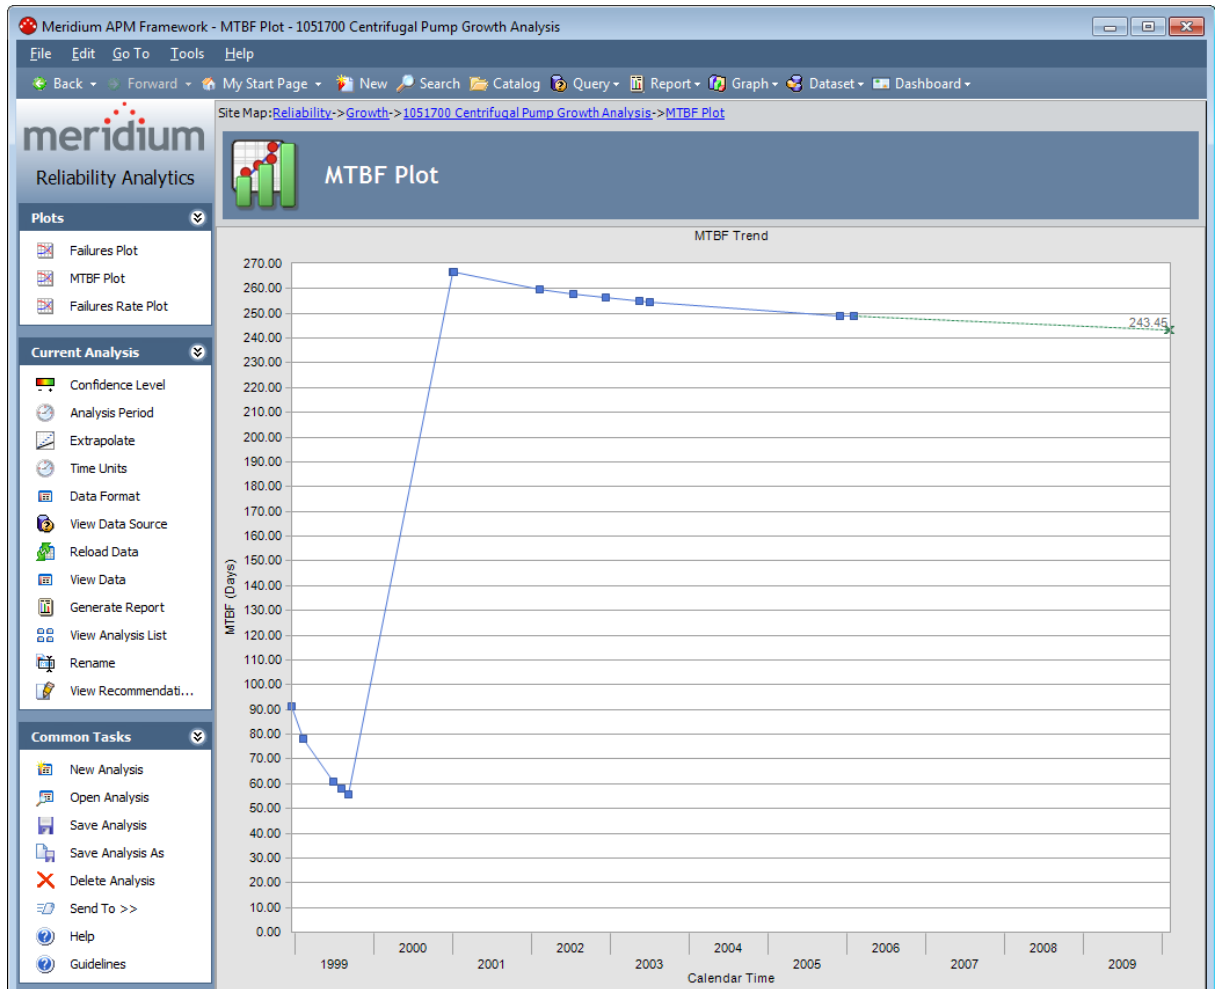 Meridium APM Framework - MTBF Plot - 1051700 Centrifugal Pump Growth Analysis
File Edit Go To Tools Help
Back Forward My Start Page New Search Catalog Query Report Graph Dataset Dashboard
meridium
Reliability Analytics
Plots
Failures Plot
MTBF Plot
Failures Rate Plot
Current Analysis
Confidence Level
Analysis Period
Extrapolate
Time Units
Data Format
View Data Source
Reload Data
View Data
Generate Report
View Analysis List
Rename
View Recommendati...
Common Tasks
New Analysis
Open Analysis
Save Analysis
Save Analysis As
Delete Analysis
Send To >>
Help
Guidelines
Site Map:Reliability->Growth->1051700 Centrifugal Pump Growth Analysis->MTBF Plot
MTBF Plot
MTBF Trend
270.00
260.00
250.00
240.00
230.00
220.00
210.00
200.00
190.00
180.00
170.00
160.00
150.00
140.00
130.00
120.00
110.00
100.00
90.00
80.00
70.00
60.00
50.00
40.00
30.00
20.00
10.00
0.00
MTBF (Days)
243.45
2000 2002 2004 2006 2008
1999 2001 2003 2005 2007 2009
Calendar Time